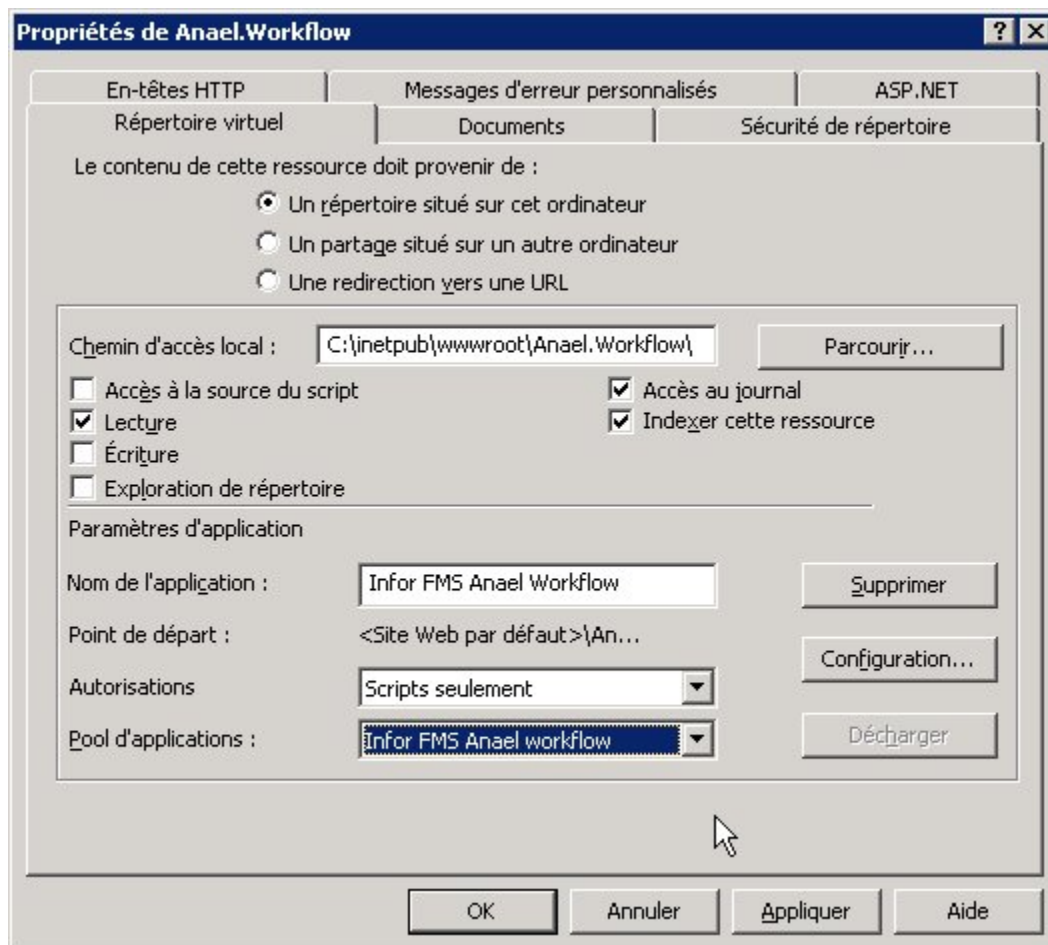 Propriétés de Anael.Workflow
En-têtes HTTP Messages d'erreur personnalisés ASP.NET
Répertoire virtuel Documents Sécurité de répertoire
Le contenu de cette ressource doit provenir de :
Un répertoire situé sur cet ordinateur
Un partage situé sur un autre ordinateur
Une redirection vers une URL
Chemin d'accès local : C:\inetpub\wwwroot\Anael.Workflow\ Parcourir...
Accès à la source du script Accès au journal
Lecture Indexer cette ressource
Écriture
Exploration de répertoire
Paramètres d'application
Nom de l'application : Infor FMS Anael Workflow Supprimer
Point de départ : <Site Web par défaut>\An...
Configuration...
Autorisations Scripts seulement
Pool d'applications : Infor FMS Anael workflow Décharger
OK Annuler Appliquer Aide